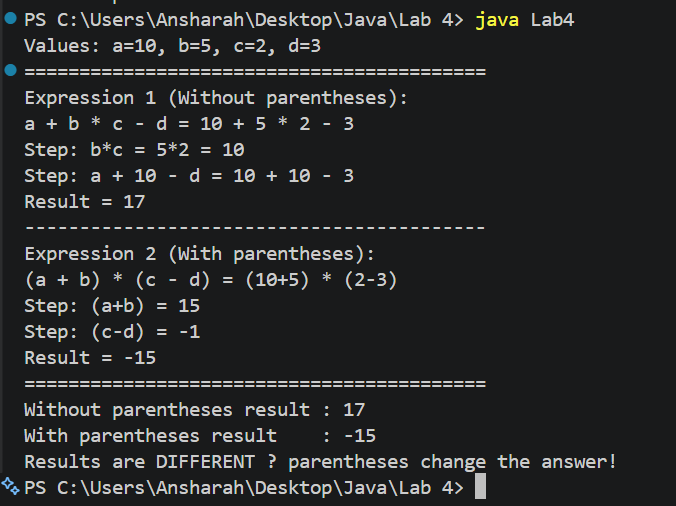 PS C:\Users\Ansharah\Desktop\Java\Lab 4> java Lab4
Values: a=10, b=5, c=2, d=3
==========================================
Expression 1 (Without parentheses):
a + b * c - d = 10 + 5 * 2 - 3
Step: b*c = 5*2 = 10
Step: a + 10 - d = 10 + 10 - 3
Result = 17
------------------------------------------
Expression 2 (With parentheses):
(a + b) * (c - d) = (10+5) * (2-3)
Step: (a+b) = 15
Step: (c-d) = -1
Result = -15
==========================================
Without parentheses result : 17
With parentheses result    : -15
Results are DIFFERENT ? parentheses change the answer!
PS C:\Users\Ansharah\Desktop\Java\Lab 4>